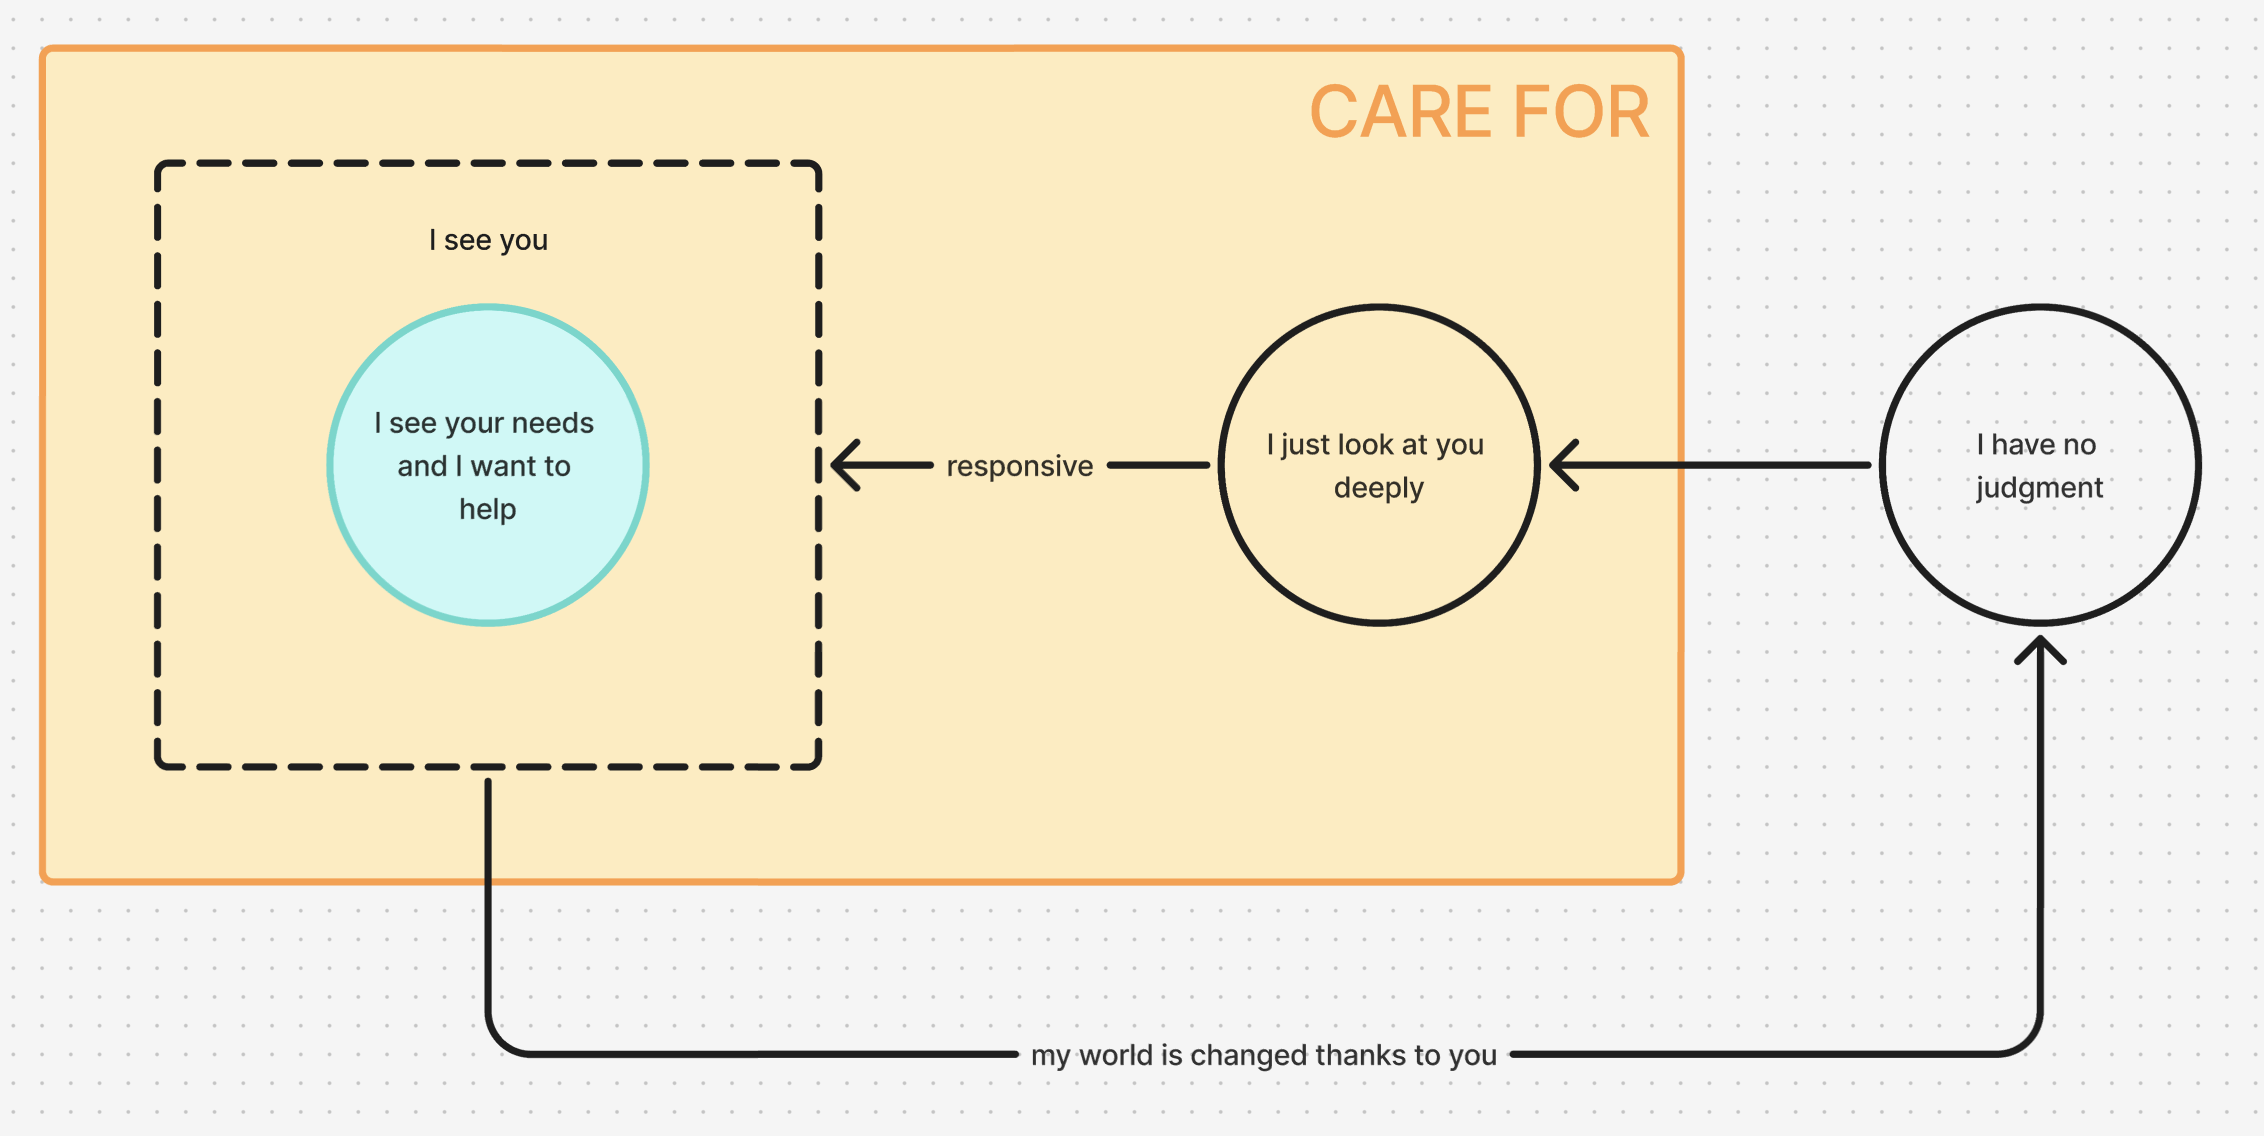 CARE FOR
I see you
I see your needs
and I want to
help
responsive
I just look at you
deeply
I have no
judgment
my world is changed thanks to you